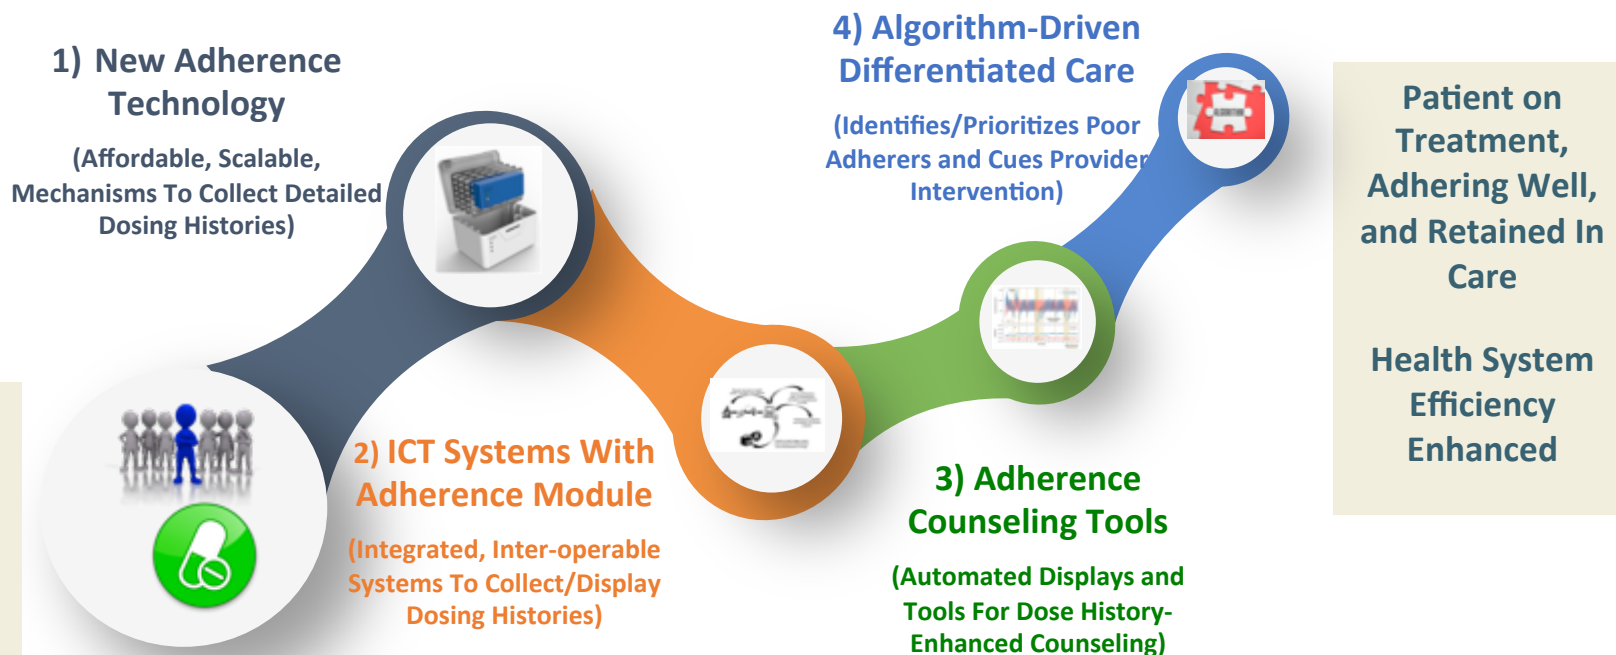 1) New Adherence
Technology
(Affordable, Scalable,
Mechanisms To Collect Detailed
Dosing Histories)
2) ICT Systems With
Adherence Module
(Integrated, Inter-operable
Systems To Collect/Display
Dosing Histories)
3) Adherence
Counseling Tools
(Automated Displays and
Tools For Dose History-
Enhanced Counseling)
4) Algorithm-Driven
Differentiated Care
(Identifies/Prioritizes Poor
Adherers and Cues Provider
Intervention)
ALGORITHM
Patient on
Treatment,
Adhering Well,
and Retained In
Care
Health System
Efficiency
Enhanced